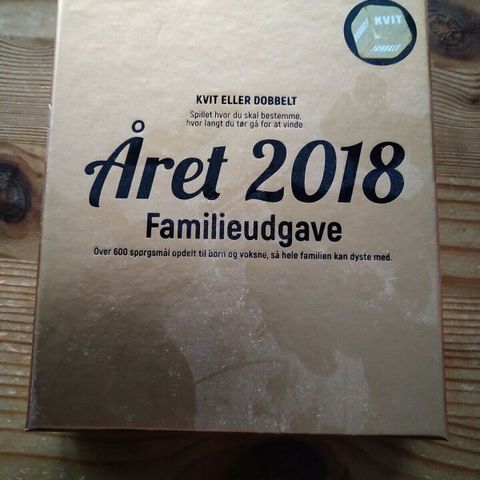 KVIT
DOBBELT
KVIT ELLER DOBBELT
Spillet hvor du skal bestemme,
hvor langt du tør gå for at vinde
Året 2018
Familieudgave
Over 600 spørgsmål opdelt til børn og voksne, så hele familien kan dyste med.